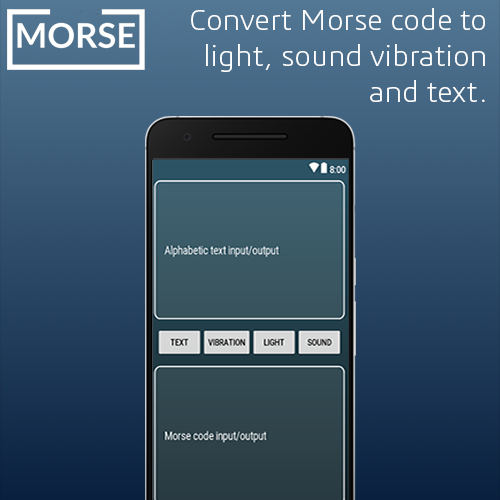 MORSE
Convert Morse code to
light, sound vibration
and text.
8:00
Alphabetic text input/output
TEXT VIBRATION LIGHT SOUND
Morse code input/output